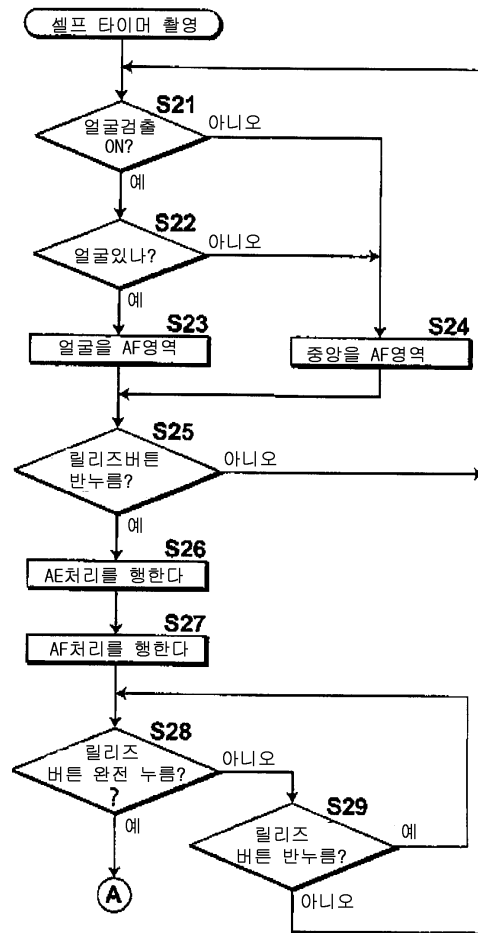 셀프 타이머 촬영
S21
얼굴검출
ON?
아니오
예
S22
얼굴있나?
아니오
예
S23
얼굴을 AF영역
S24
중앙을 AF영역
S25
릴리즈버튼
반누름?
아니오
예
S26
AE처리를 행한다
S27
AF처리를 행한다
S28
릴리즈
버튼 완전 누름?
?
아니오
예
S29
릴리즈
버튼 반누름?
예
아니오
A